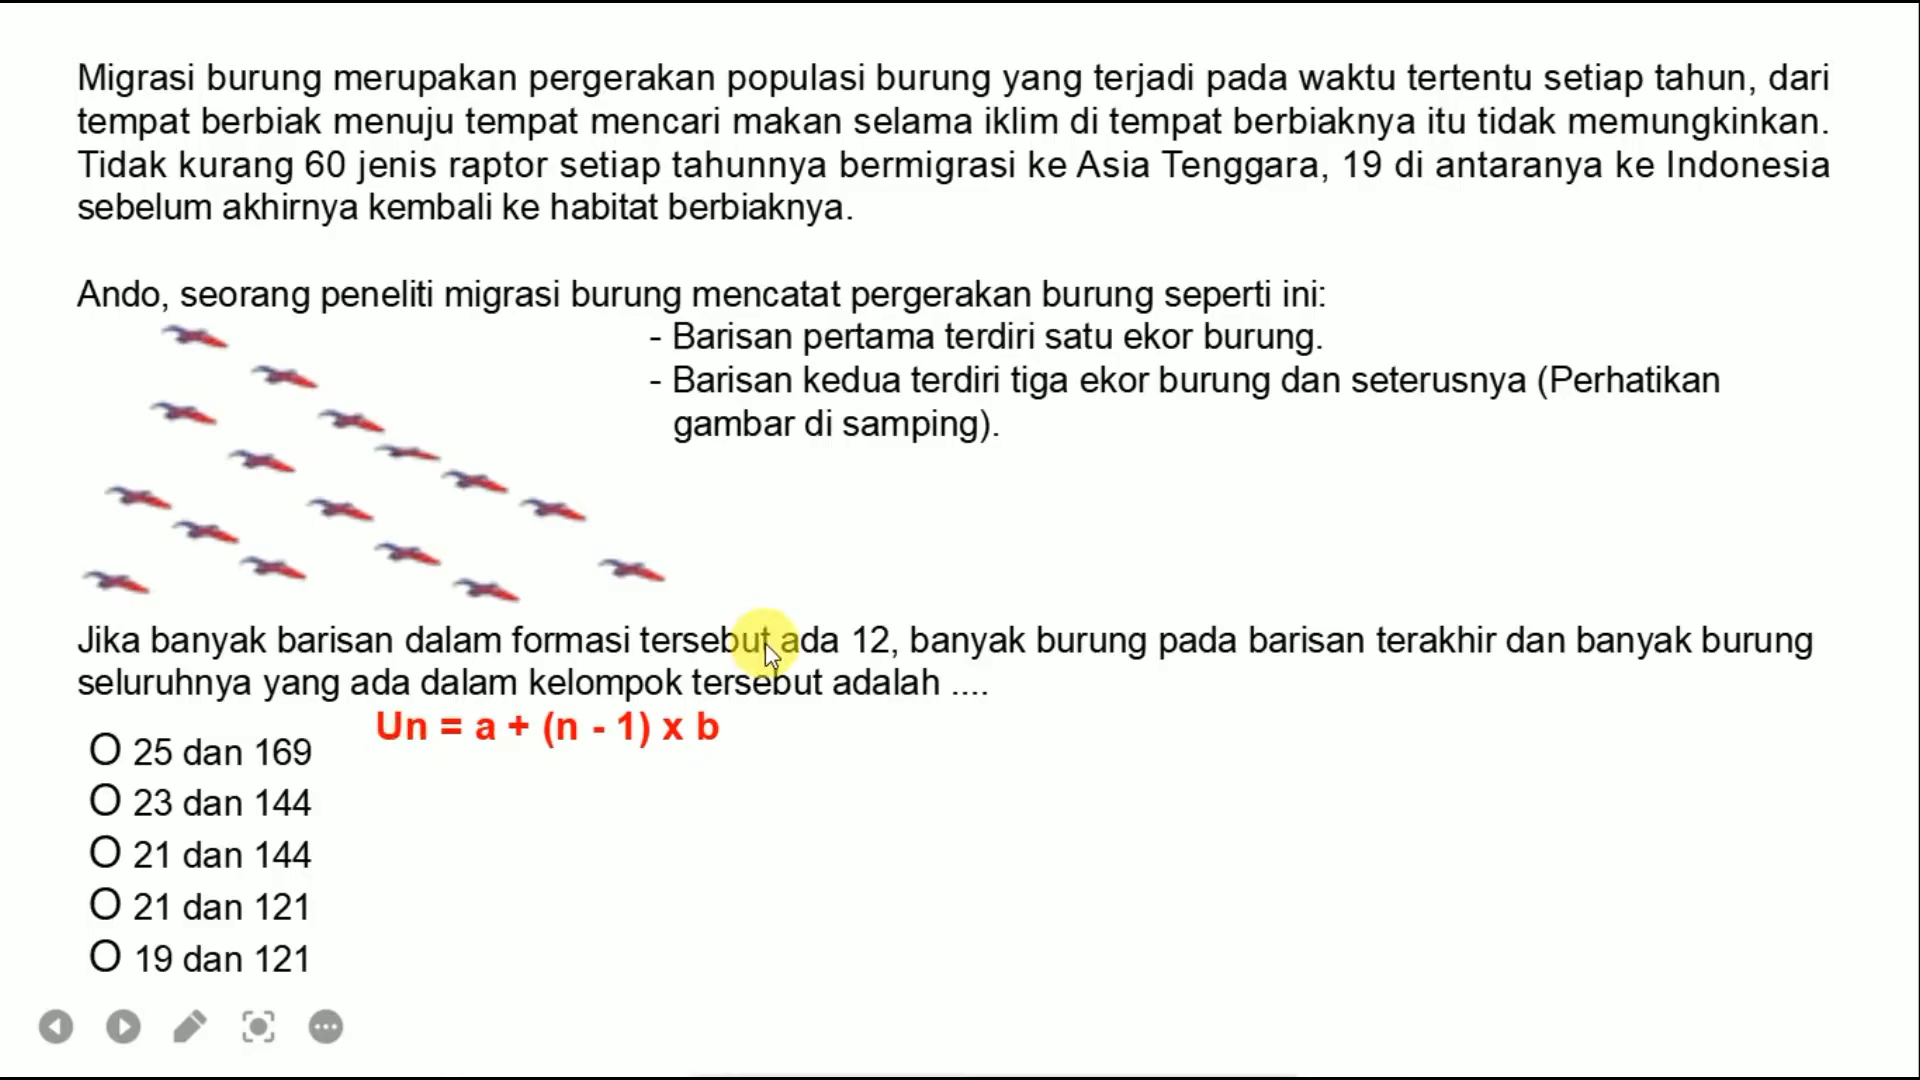 Migrasi burung merupakan pergerakan populasi burung yang terjadi pada waktu tertentu setiap tahun, dari
tempat berbiak menuju tempat mencari makan selama iklim di tempat berbiaknya itu tidak memungkinkan.
Tidak kurang 60 jenis raptor setiap tahunnya bermigrasi ke Asia Tenggara, 19 di antaranya ke Indonesia
sebelum akhirnya kembali ke habitat berbiaknya.
Ando, seorang peneliti migrasi burung mencatat pergerakan burung seperti ini:
- Barisan pertama terdiri satu ekor burung.
- Barisan kedua terdiri tiga ekor burung dan seterusnya (Perhatikan
gambar di samping).
Jika banyak barisan dalam formasi tersebut ada 12, banyak burung pada barisan terakhir dan banyak burung
seluruhnya yang ada dalam kelompok tersebut adalah ....
Un = a + (n - 1) x b
O 25 dan 169
O 23 dan 144
O 21 dan 144
O 21 dan 121
O 19 dan 121